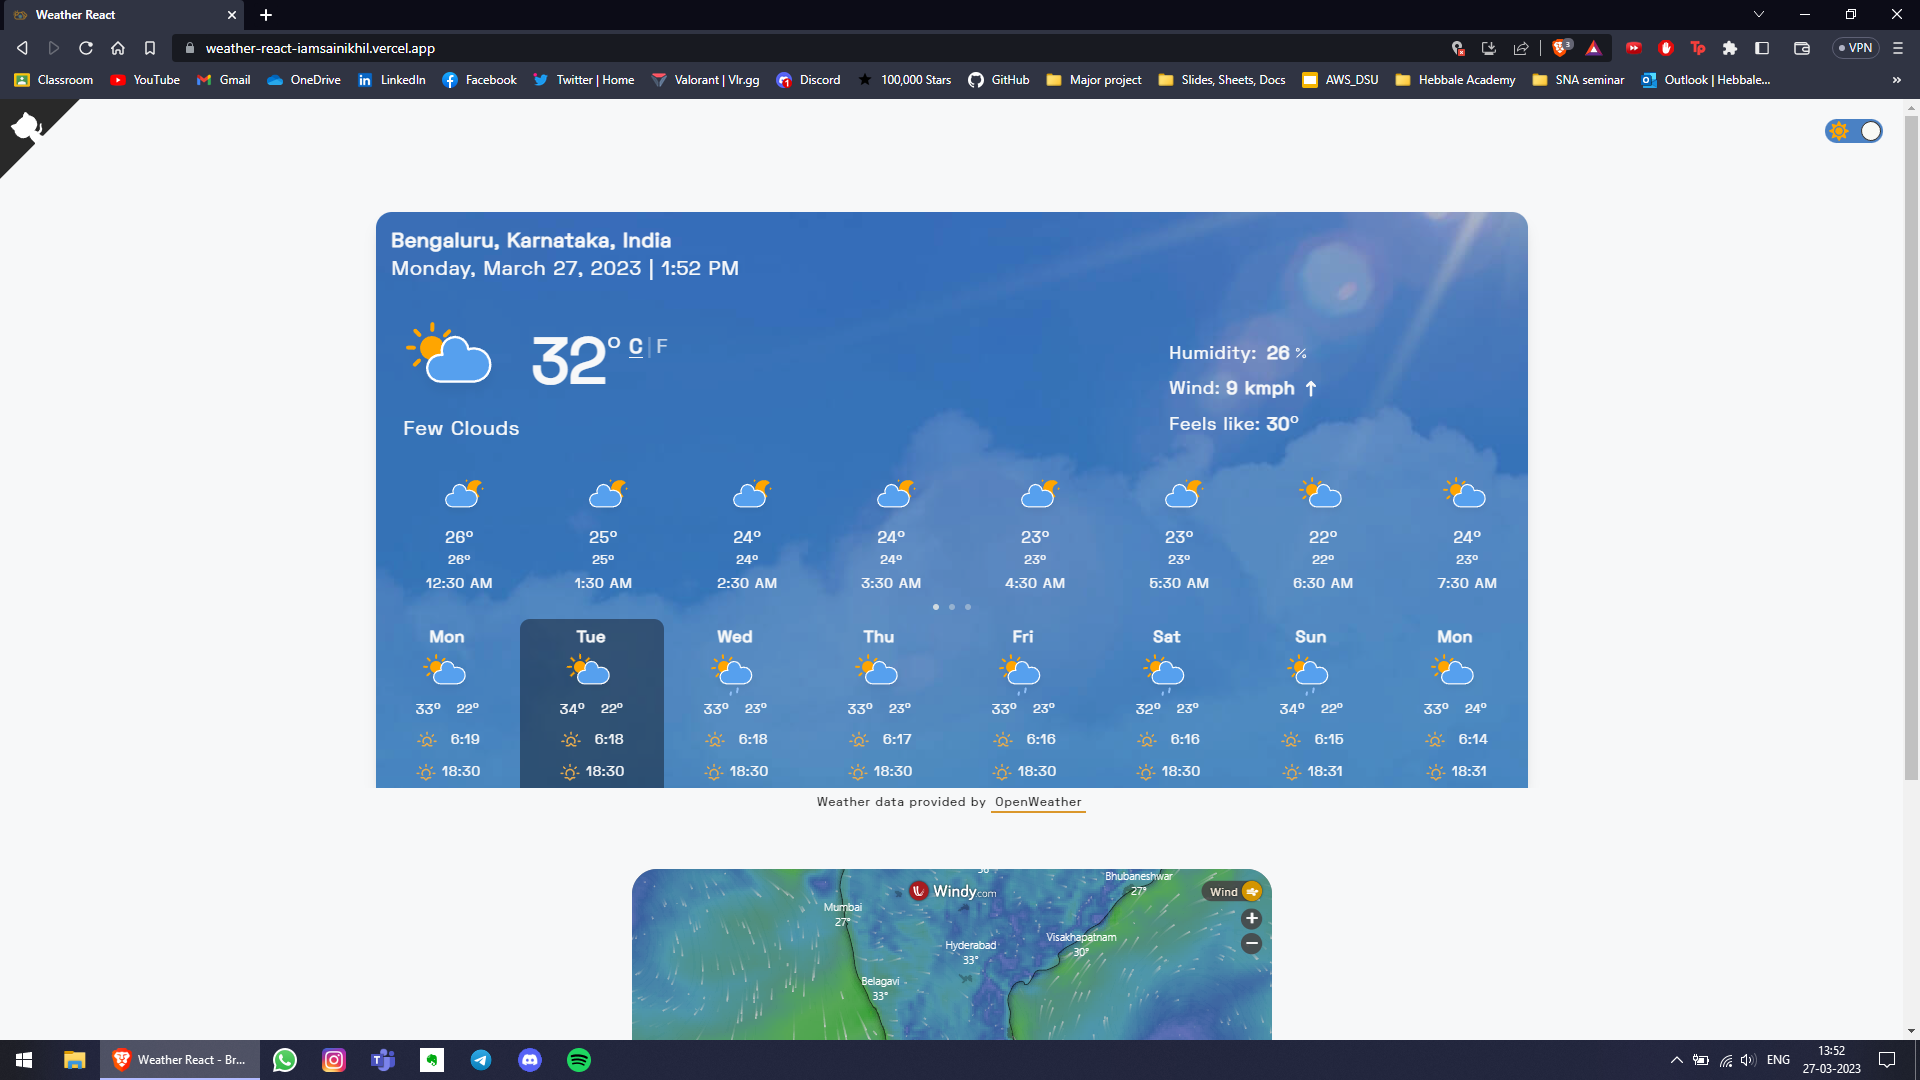 Weather React
weather-react-iamsainikhil.vercel.app
3
Tp
VPN
Classroom YouTube Gmail OneDrive LinkedIn Facebook Twitter | Home Valorant | Vlr.gg Discord 100,000 Stars GitHub Major project Slides, Sheets, Docs AWS_DSU Hebbale Academy SNA seminar Outlook | Hebbale... »
Bengaluru, Karnataka, India
Monday, March 27, 2023 | 1:52 PM
32° C|F
Few Clouds
Humidity: 26 %
Wind: 9 kmph ↑
Feels like: 30°
26° 25° 24° 24° 23° 23° 22° 24°
26° 25° 24° 24° 23° 23° 22° 23°
12:30 AM 1:30 AM 2:30 AM 3:30 AM 4:30 AM 5:30 AM 6:30 AM 7:30 AM
Mon Tue Wed Thu Fri Sat Sun Mon
33° 22° 34° 22° 33° 23° 33° 23° 33° 23° 32° 23° 34° 22° 33° 24°
6:19 6:18 6:18 6:17 6:16 6:16 6:15 6:14
18:30 18:30 18:30 18:30 18:30 18:30 18:31 18:31
Weather data provided by OpenWeather
Windy.com
Wind
Bhubaneshwar
27°
Mumbai
27°
Visakhapatnam
30°
Hyderabad
33°
Belagavi
33°
+
−
Weather React - Br...
ENG
13:52
27-03-2023